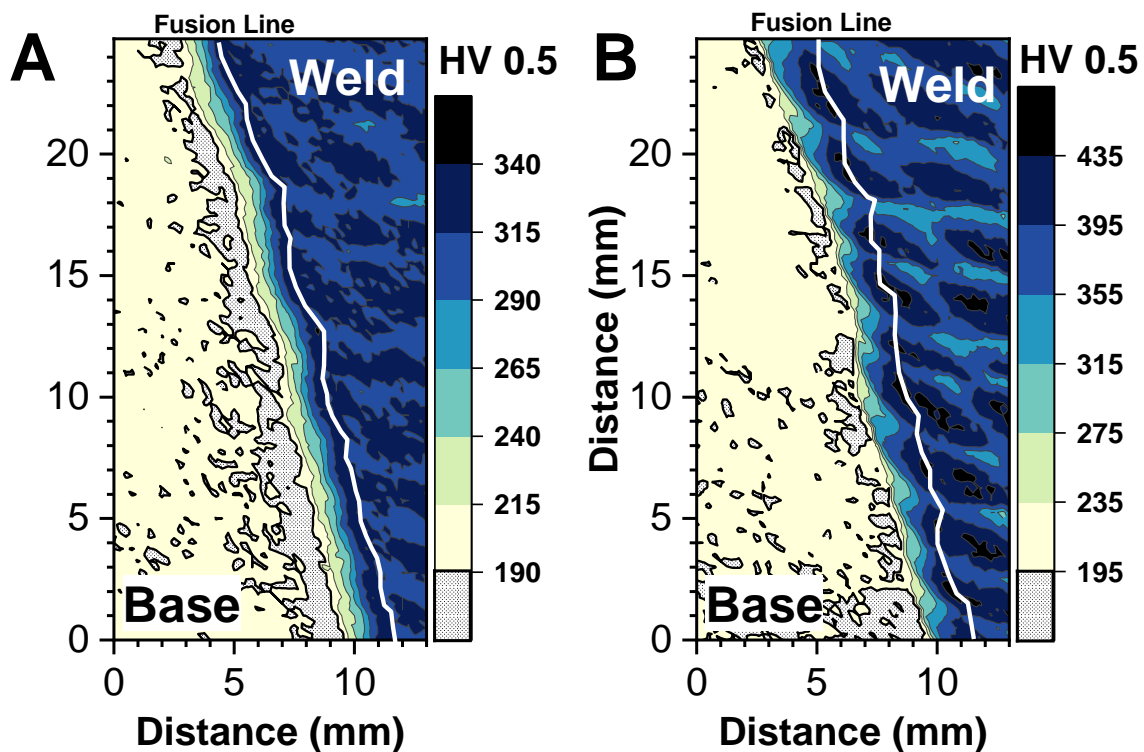 Fusion Line
A
Weld
HV 0.5
340
315
290
265
240
215
190
20
15
10
5
0
Base
0 5 10
Distance (mm)
Fusion Line
B
Weld
HV 0.5
435
395
355
315
275
235
195
Distance (mm)
20
15
10
5
0
Base
0 5 10
Distance (mm)